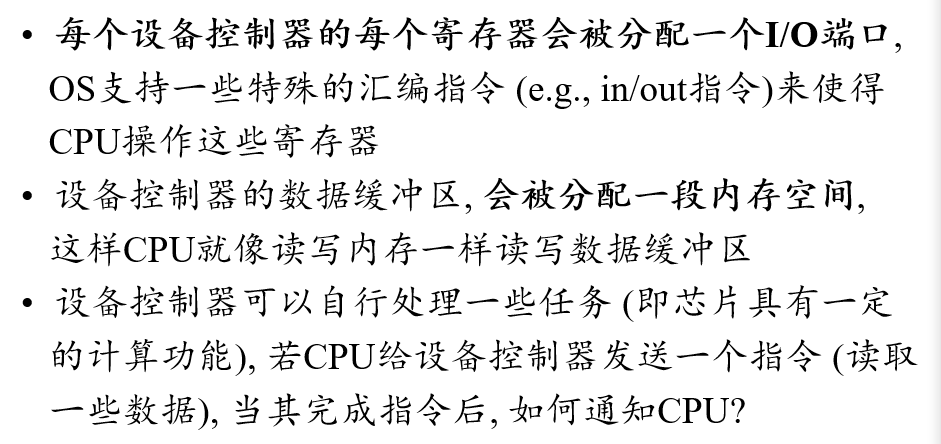 • 每个设备控制器的每个寄存器会被分配一个I/O端口,
OS支持一些特殊的汇编指令 (e.g., in/out指令)来使得
CPU操作这些寄存器
• 设备控制器的数据缓冲区, 会被分配一段内存空间,
这样CPU就像读写内存一样读写数据缓冲区
• 设备控制器可以自行处理一些任务 (即芯片具有一定
的计算功能), 若CPU给设备控制器发送一个指令 (读取
一些数据), 当其完成指令后, 如何通知CPU?